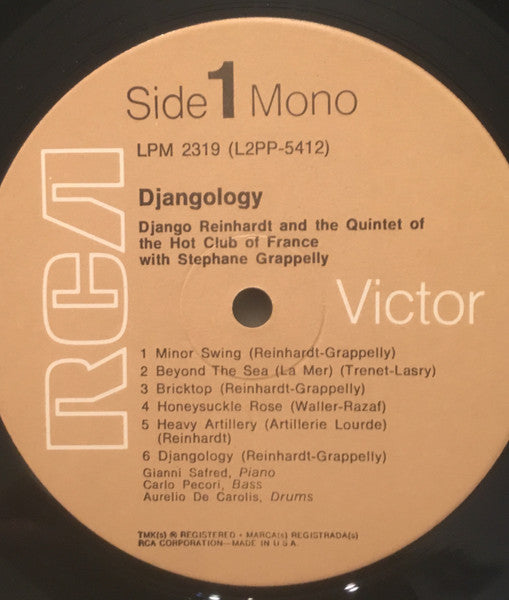 Side 1 Mono
LPM 2319 (L2PP-5412)
Djangology
Django Reinhardt and the Quintet of
the Hot Club of France
with Stephane Grappelly
RCA
Victor
1 Minor Swing (Reinhardt-Grappelly)
2 Beyond The Sea (La Mer) (Trenet-Lasry)
3 Bricktop (Reinhardt-Grappelly)
4 Honeysuckle Rose (Waller-Razaf)
5 Heavy Artillery (Artillerie Lourde)
(Reinhardt)
6 Djangology (Reinhardt-Grappelly)
Gianni Safred, Piano
Carlo Pecori, Bass
Aurelio De Carolis, Drums
TMK(s) ® REGISTERED • MARCA(s) REGISTRADA(s)
RCA CORPORATION—MADE IN U.S.A.